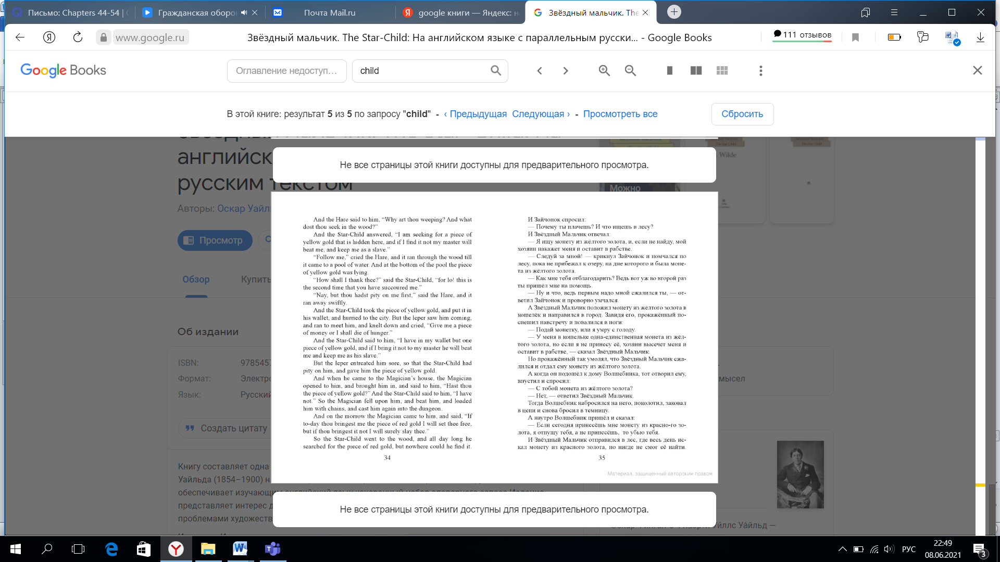 Письмо: Chapters 44-54 |
Гражданская оборон
Почта Mail.ru
google книги — Яндекс: н
Звёздный мальчик. The
www.google.ru
Звёздный мальчик. The Star-Child: На английском языке с параллельным русски... - Google Books
111 отзывов
Google Books
Оглавление недоступ…
child
В этой книге: результат 5 из 5 по запросу "child" - ‹ Предыдущая Следующая › - Просмотреть все
Сбросить
английск
русским текстом
Авторы: Оскар Уайл
Просмотр
Обзор
Купить
Об издании
ISBN:
978545
Формат:
Электро
Язык:
Русский
Создать цитату
Книгу составляет одна
Уайльда (1854–1900) н
обеспечивает изучающим английский язык
представляет интерес д
проблемами художеств
Wilde
Можно
мысел
Не все страницы этой книги доступны для предварительного просмотра.
And the Hare said to him, “Why art thou weeping? And what
dost thou seek in the wood?”
And the Star-Child answered, “I am seeking for a piece of
yellow gold that is hidden here, and if I find it not my master will
beat me, and keep me as a slave.”
“Follow me,” cried the Hare, and it ran through the wood till
it came to a pool of water. And at the bottom of the pool the piece
of yellow gold was lying.
“How shall I thank thee?” said the Star-Child, “for lo! this is
the second time that you have succoured me.”
“Nay, but thou hadst pity on me first,” said the Hare, and it
ran away swiftly.
And the Star-Child took the piece of yellow gold, and put it in
his wallet, and hurried to the city. But the leper saw him coming,
and ran to meet him, and knelt down and cried, “Give me a piece
of money or I shall die of hunger.”
And the Star-Child said to him, “I have in my wallet but one
piece of yellow gold, and if I bring it not to my master he will beat
me and keep me as his slave.”
But the leper entreated him sore, so that the Star-Child had
pity on him, and gave him the piece of yellow gold.
And when he came to the Magician’s house, the Magician
opened to him, and brought him in, and said to him, “Hast thou
the piece of yellow gold?” And the Star-Child said to him, “I have
not.” So the Magician fell upon him, and beat him, and loaded
him with chains, and cast him again into the dungeon.
And on the morrow the Magician came to him, and said, “If
to-day thou bringest me the piece of red gold I will set thee free,
but if thou bringest it not I will surely slay thee.”
So the Star-Child went to the wood, and all day long he
searched for the piece of red gold, but nowhere could he find it.
34
И Зайчонок спросил:
— Почему ты плачешь? И что ищешь в лесу?
И Звёздный Мальчик отвечал:
— Я ищу монету из жёлтого золота, и, если не найду, мой
хозяин накажет меня и оставит в рабстве.
— Следуй за мной! — крикнул Зайчонок и помчался по
лесу, пока не прибежал к озеру, на дне которого и была моне-
та из жёлтого золота.
— Как мне тебя отблагодарить? Ведь вот уж во второй раз
ты пришёл мне на помощь.
— Ну и что, ведь первым надо мной сжалился ты, — от-
ветил Зайчонок и проворно умчался.
А Звёздный Мальчик положил монету из жёлтого золота в
кошелёк и направился в город. Завидя его, прокажённый по-
спешил навстречу и повалился в ноги:
— Подай монетку, или я умру с голоду.
— У меня в кошельке одна-единственная монета из жёл-
того золота, но если я не принесу её, хозяин высечет меня и
оставит в рабстве, — сказал Звёздный Мальчик.
Но прокажённый так умолял, что Звёздный Мальчик сжа-
лился и отдал ему монету из жёлтого золота.
А когда он подошёл к дому Волшебника, тот отворил ему,
впустил и спросил:
— С тобой монета из жёлтого золота?
— Нет, — ответил Звёздный Мальчик.
Тогда Волшебник набросился на него, поколотил, заковал
в цепи и снова бросил в темницу.
А наутро Волшебник пришёл и сказал:
— Если сегодня принесёшь мне монету из красно-го зо-
лота, я отпущу тебя, а не принесёшь, то убью тебя.
И Звёздный Мальчик отправился в лес, где весь день ис-
кал монету из красного золота, но нигде не смог её найти.
35
Материал, защищенный авторским правом
Не все страницы этой книги доступны для предварительного просмотра.
Уиллс Уа́йльд —
РУС
22:49
08.06.2021
3